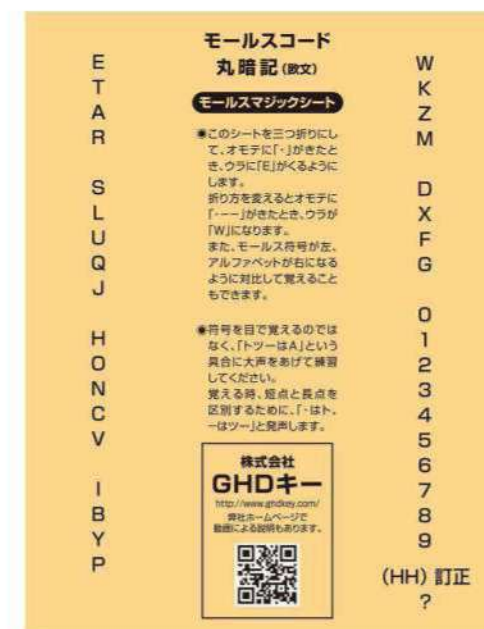 E
T
A
R
S
L
U
Q
J
H
O
N
C
V
I
B
Y
P
モールスコード
丸暗記(欧文)
モールスマジックシート
◉このシートを三つ折りにし
て、オモテに「・」がきたと
き、ウラに「E」がくるように
します。
折り方を変えるとオモテに
「・ーー」がきたとき、ウラが
「W」になります。
また、モールス符号が左、
アルファベットが右になる
ように対比して覚えること
もできます。
◉符号を目で覚えるのでは
なく、「トツーはA」という
具合に大声をあげて練習
してください。
覚える時、短点と長点を
区別するために、「・はト、
ーはツー」と発声します。
株式会社
GHDキー
http://www.ghdkey.com/
弊社ホームページで
動画による説明もあります。
W
K
Z
M
D
X
F
G
0
1
2
3
4
5
6
7
8
9
(HH) 訂正
?